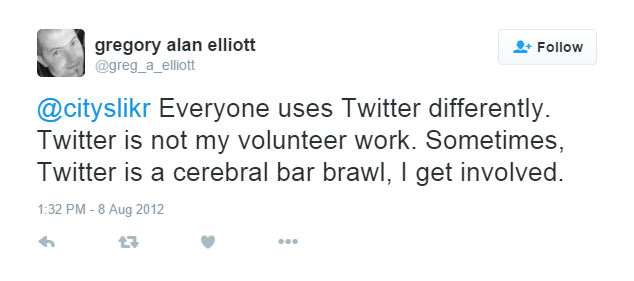 gregory alan elliott
@greg_a_elliott
Follow
@cityslikr Everyone uses Twitter differently.
Twitter is not my volunteer work. Sometimes,
Twitter is a cerebral bar brawl, I get involved.
1:32 PM - 8 Aug 2012